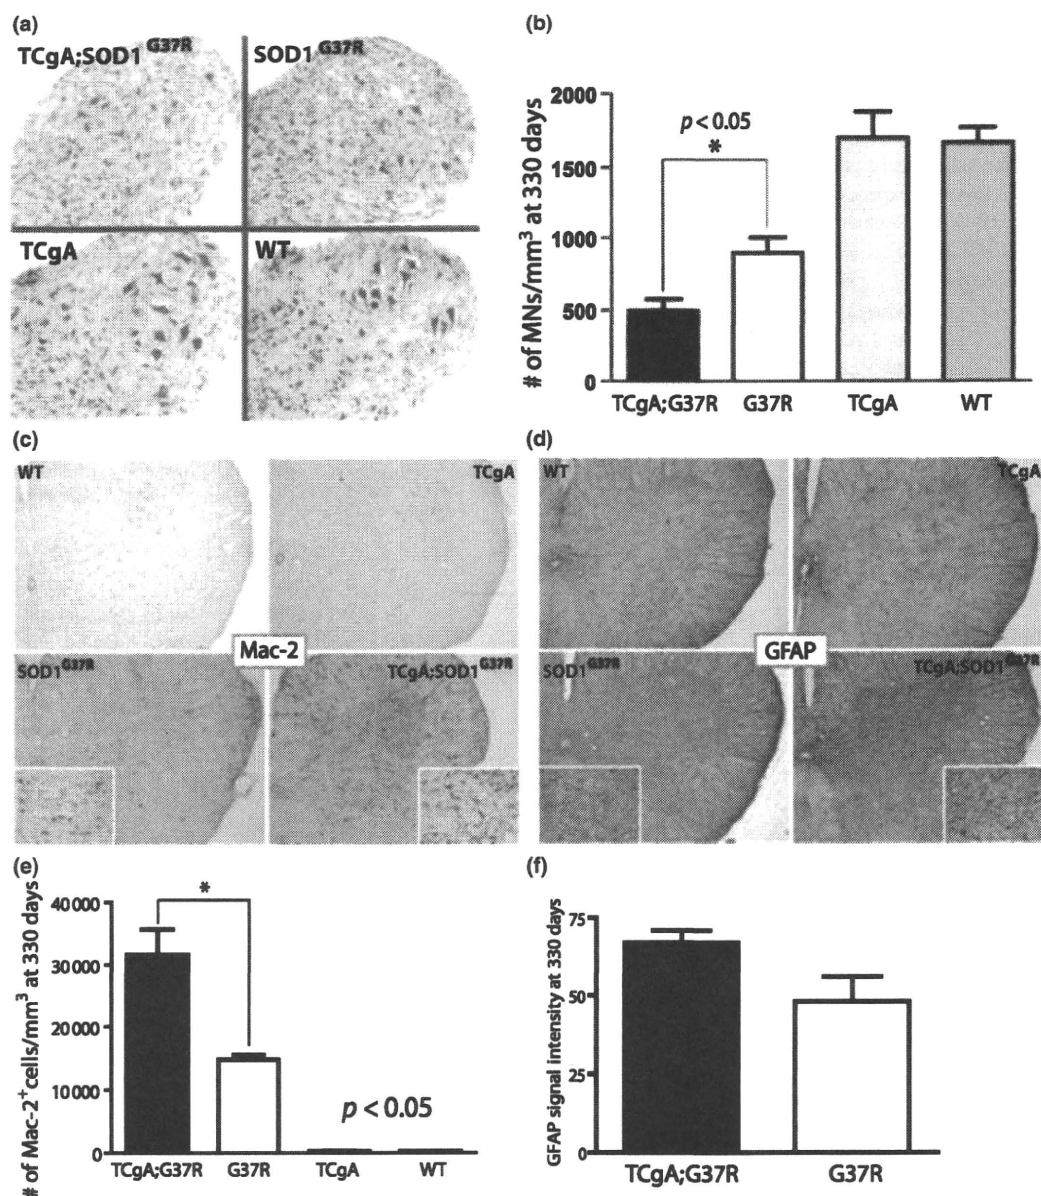 (a)
TCgA;SOD1 G37R
SOD1 G37R
TCgA
WT
(b)
# of MNs/mm³ at 330 days
2000
1500
1000
500
0
p < 0.05
*
TCgA;G37R
G37R
TCgA
WT
(c)
WT
TCgA
Mac-2
SOD1G37R
TCgA;SOD1G37R
(d)
WT
TCgA
GFAP
SOD1G37R
TCgA;SOD1G37R
(e)
# of Mac-2⁺cells/mm³ at 330 days
40000
30000
20000
10000
0
*
p < 0.05
TCgA;G37R
G37R
TCgA
WT
(f)
GFAP signal intensity at 330 days
75
50
25
0
TCgA;G37R
G37R